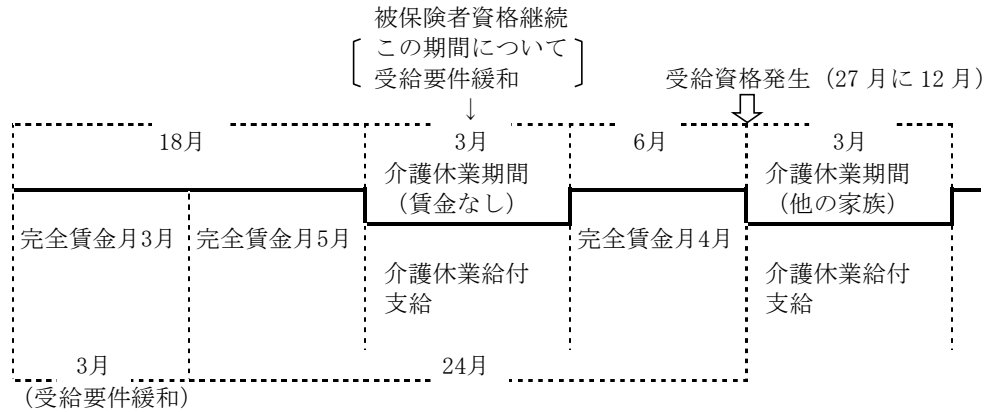 被保険者資格継続
この期間について
受給要件緩和
↓
受給資格発生（27月に12月）
18月
3月
6月
3月
介護休業期間
（賃金なし）
介護休業期間
（他の家族）
完全賃金月3月
完全賃金月5月
完全賃金月4月
介護休業給付
支給
介護休業給付
支給
3月
24月
（受給要件緩和）